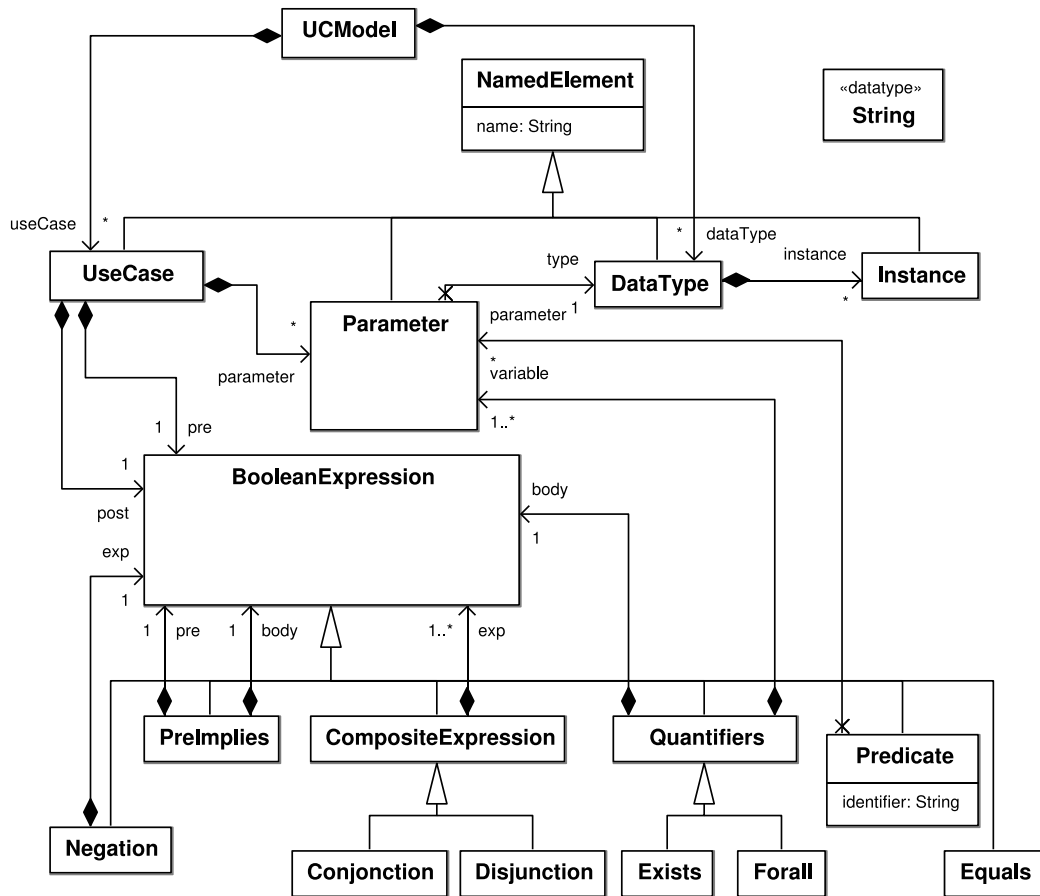 UCModel
NamedElement
name: String
«datatype»
String
useCase
*
*
dataType
UseCase
type
DataType
instance
Instance
1
*
Parameter
parameter
*
*
parameter
variable
1..*
1
pre
BooleanExpression
1
post
body
1
exp
1
1
pre
1
body
1..*
exp
PreImplies
CompositeExpression
Quantifiers
Predicate
identifier: String
Negation
Conjonction
Disjunction
Exists
Forall
Equals